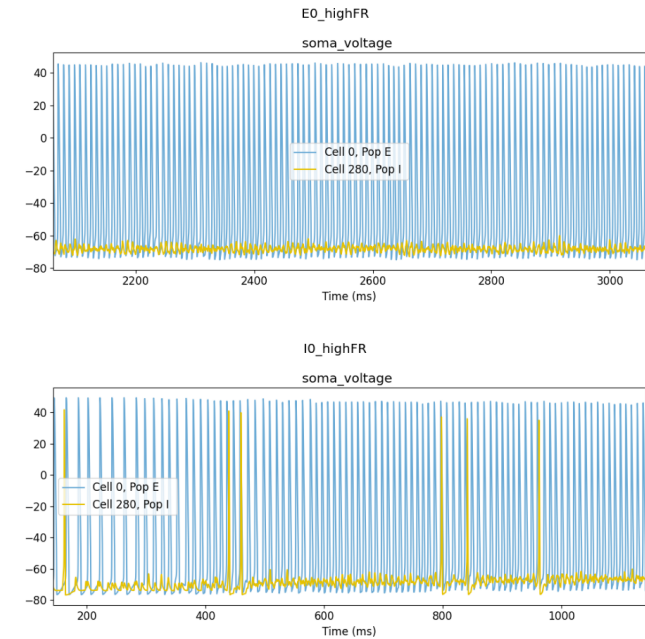 E0_highFR
soma_voltage
40
20
0
−20
−40
−60
−80
Cell 0, Pop E
Cell 280, Pop I
2200 2400 2600 2800 3000
Time (ms)
I0_highFR
soma_voltage
40
20
0
−20
−40
−60
−80
Cell 0, Pop E
Cell 280, Pop I
200 400 600 800 1000
Time (ms)